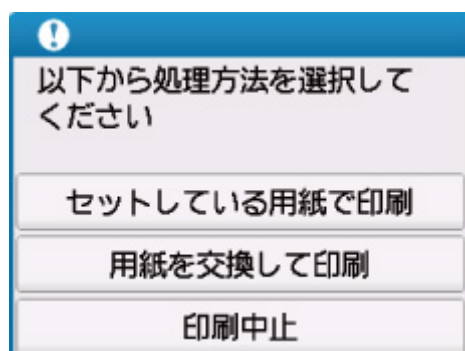 以下から処理方法を選択して
ください
セットしている用紙で印刷
用紙を交換して印刷
印刷中止